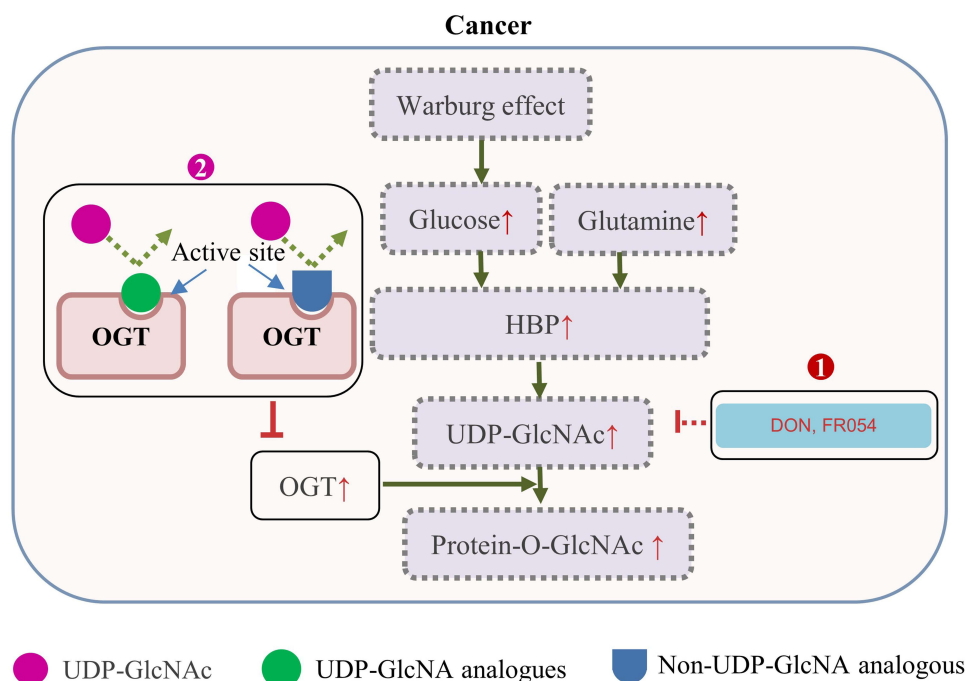 Cancer
Warburg effect
2
Glucose↑
Glutamine↑
Active site
OGT
OGT
HBP↑
1
UDP-GlcNAc↑
DON, FR054
OGT↑
Protein-O-GlcNAc ↑
UDP-GlcNAc
UDP-GlcNA analogues
Non-UDP-GlcNA analogous